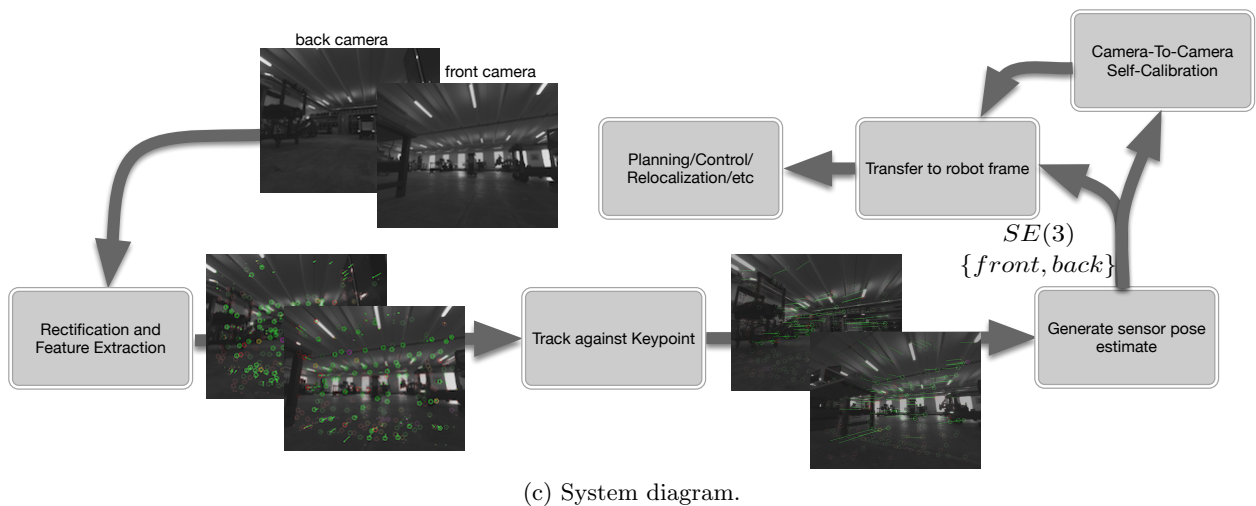 back camera
front camera
Camera-To-Camera
Self-Calibration
Planning/Control/
Relocalization/etc
Transfer to robot frame
SE(3)
{front, back}
Rectification and
Feature Extraction
Track against Keypoint
Generate sensor pose
estimate
(c) System diagram.